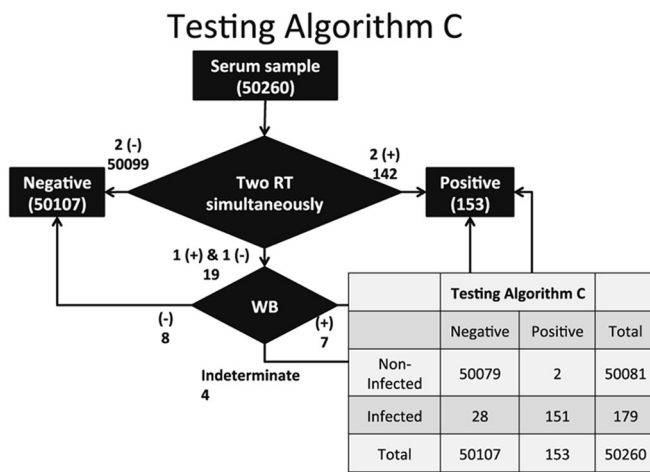 Testing Algorithm C
Serum sample
(50260)
2 (-)
50099
2 (+)
142
Negative
(50107)
Two RT
simultaneously
Positive
(153)
1 (+) & 1 (-)
19
WB
(-)
8
(+)
7
Indeterminate
4
Testing Algorithm C
Negative Positive Total
Non-
Infected 50079 2 50081
Infected 28 151 179
Total 50107 153 50260